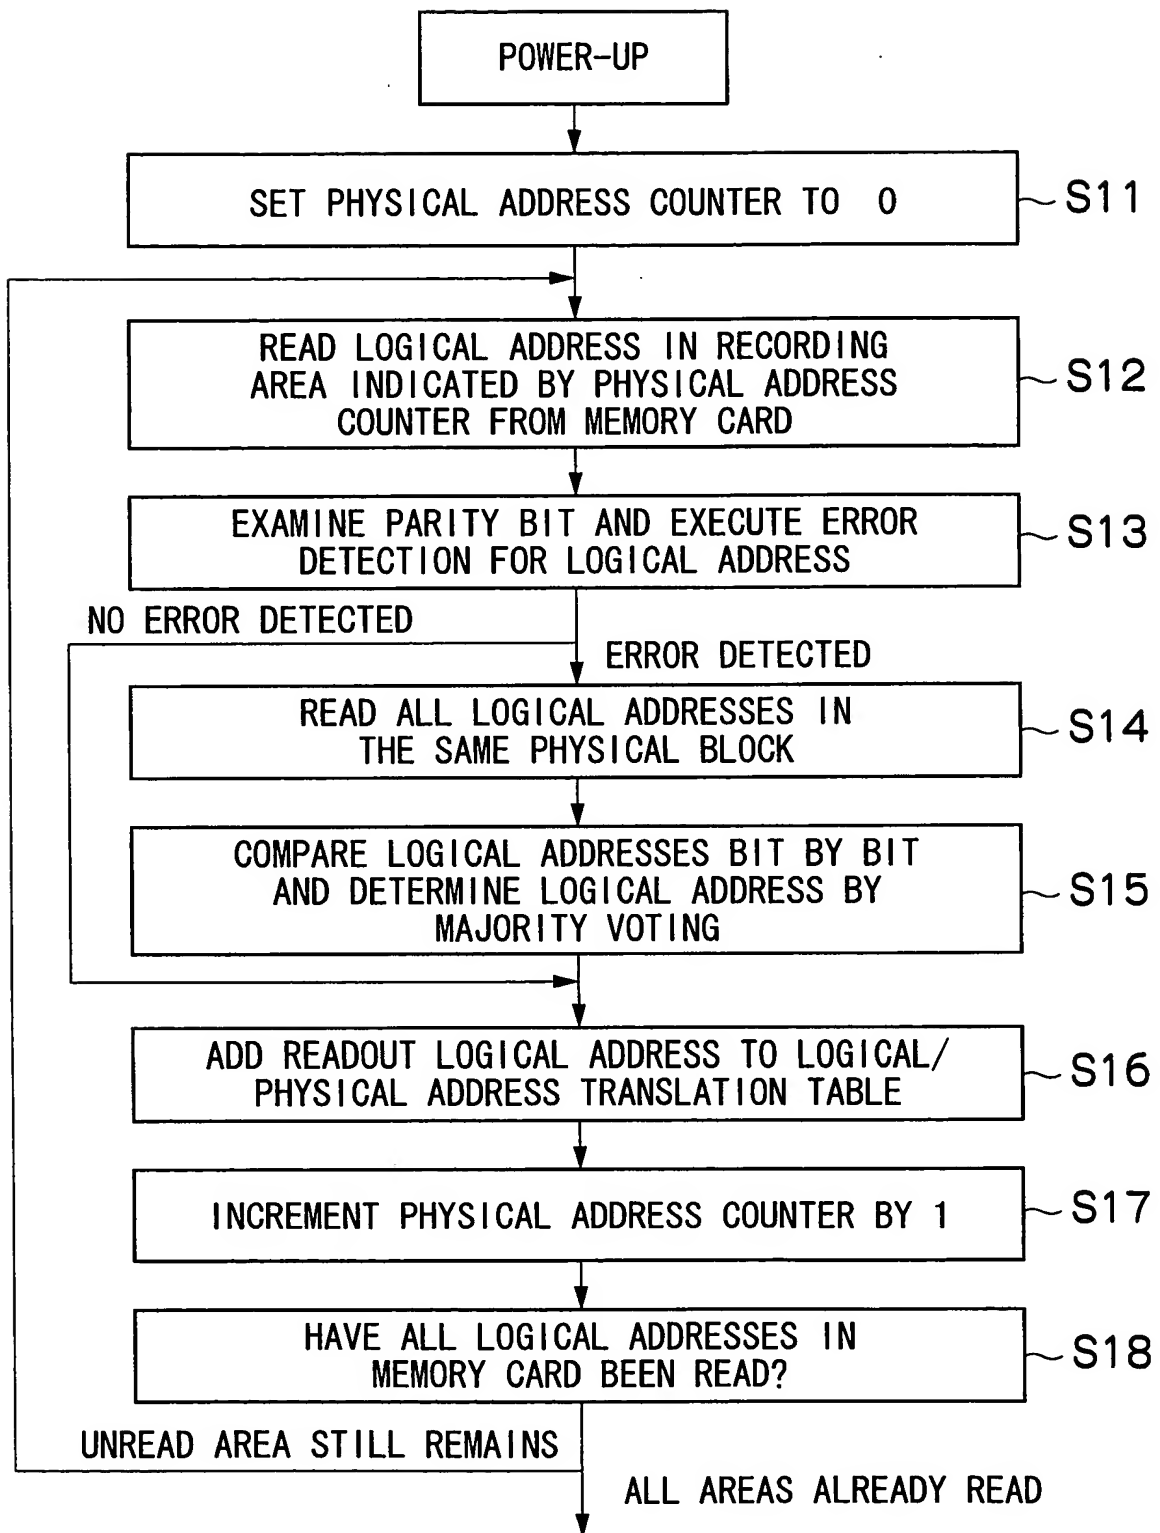 POWER-UP
SET PHYSICAL ADDRESS COUNTER TO 0
S11
READ LOGICAL ADDRESS IN RECORDING
AREA INDICATED BY PHYSICAL ADDRESS
COUNTER FROM MEMORY CARD
S12
EXAMINE PARITY BIT AND EXECUTE ERROR
DETECTION FOR LOGICAL ADDRESS
S13
NO ERROR DETECTED
ERROR DETECTED
READ ALL LOGICAL ADDRESSES IN
THE SAME PHYSICAL BLOCK
S14
COMPARE LOGICAL ADDRESSES BIT BY BIT
AND DETERMINE LOGICAL ADDRESS BY
MAJORITY VOTING
S15
ADD READOUT LOGICAL ADDRESS TO LOGICAL/
PHYSICAL ADDRESS TRANSLATION TABLE
S16
INCREMENT PHYSICAL ADDRESS COUNTER BY 1
S17
HAVE ALL LOGICAL ADDRESSES IN
MEMORY CARD BEEN READ?
S18
UNREAD AREA STILL REMAINS
ALL AREAS ALREADY READ